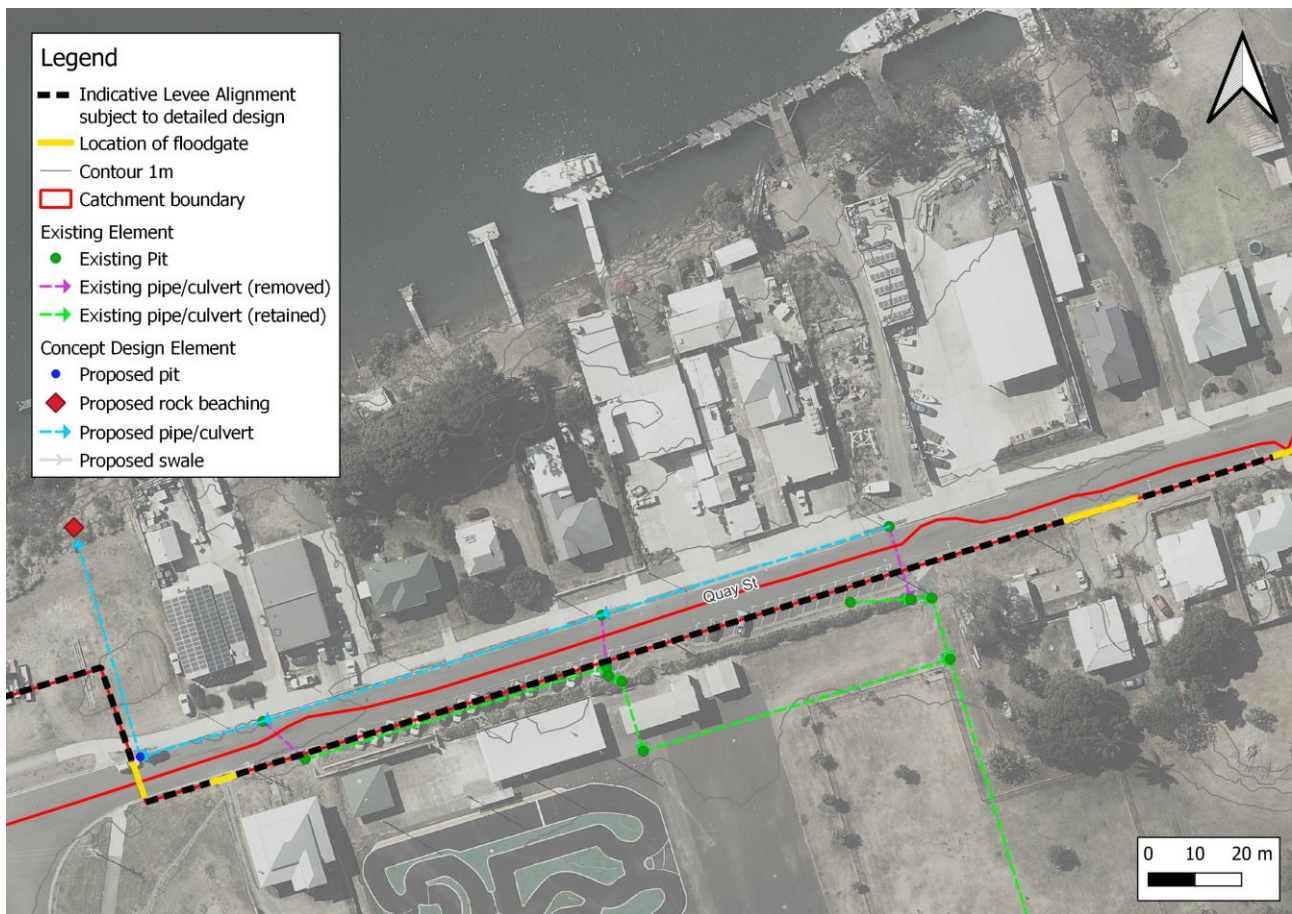 Legend
Indicative Levee Alignment
subject to detailed design
Location of floodgate
Contour 1m
Catchment boundary
Existing Element
Existing Pit
Existing pipe/culvert (removed)
Existing pipe/culvert (retained)
Concept Design Element
Proposed pit
Proposed rock beaching
Proposed pipe/culvert
Proposed swale
Quay St
0 10 20 m